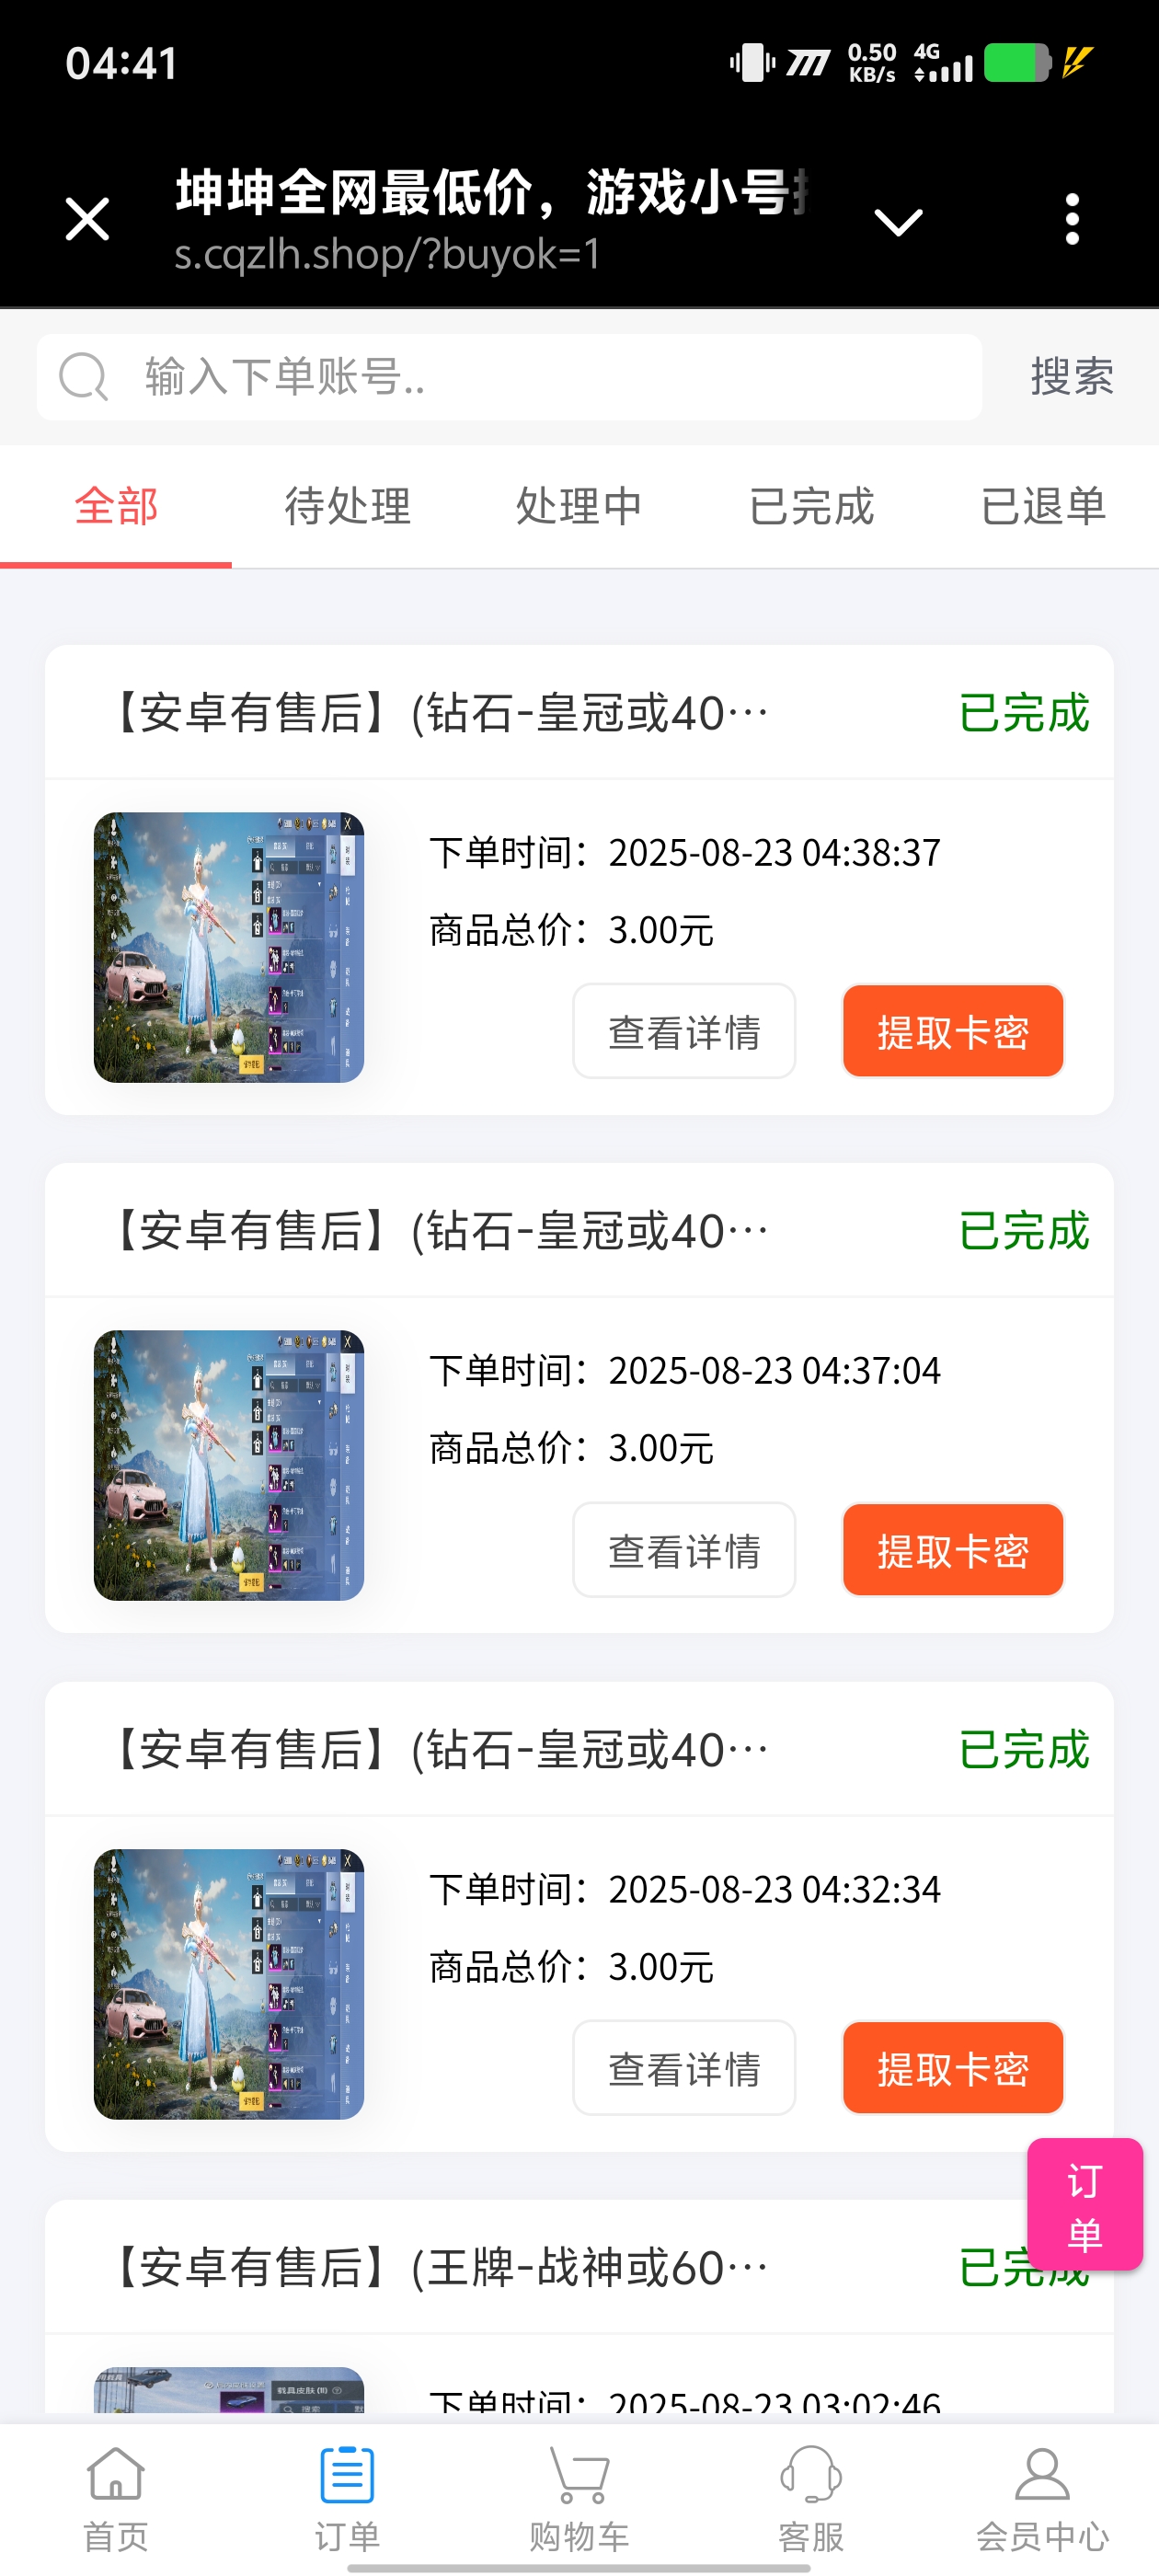 04:41
0.50
KB/s
4G
坤坤全网最低价，游戏小号
s.cqzlh.shop/?buyok=1
输入下单账号..
搜索
全部
待处理
处理中
已完成
已退单
【安卓有售后】(钻石-皇冠或40…
已完成
下单时间：2025-08-23 04:38:37
商品总价：3.00元
查看详情
提取卡密
【安卓有售后】(钻石-皇冠或40…
已完成
下单时间：2025-08-23 04:37:04
商品总价：3.00元
查看详情
提取卡密
【安卓有售后】(钻石-皇冠或40…
已完成
下单时间：2025-08-23 04:32:34
商品总价：3.00元
查看详情
提取卡密
订
单
【安卓有售后】(王牌-战神或60…
已完成
载具皮肤
搜索
下单时间：2025-08-23 03:02:46
首页
订单
购物车
客服
会员中心